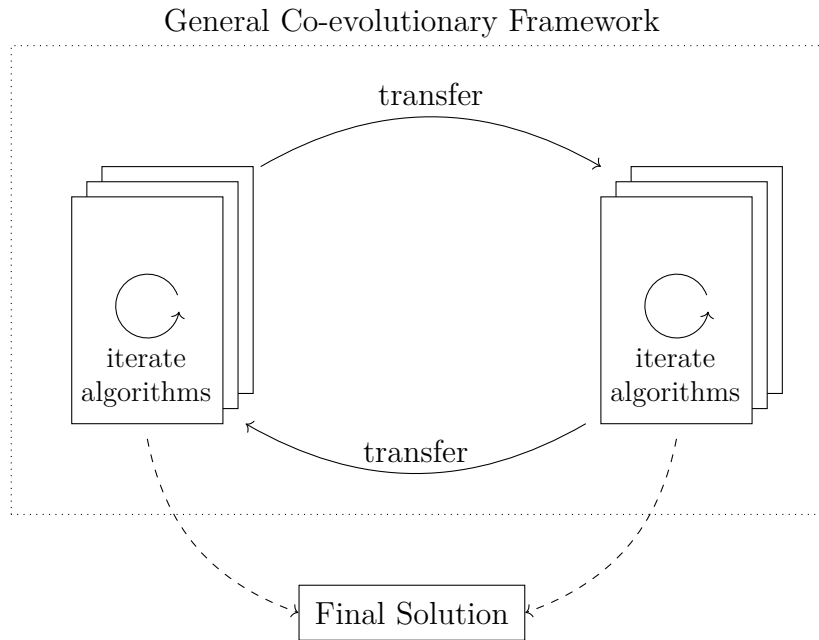 General Co-evolutionary Framework
transfer
iterate
algorithms
iterate
algorithms
transfer
Final Solution